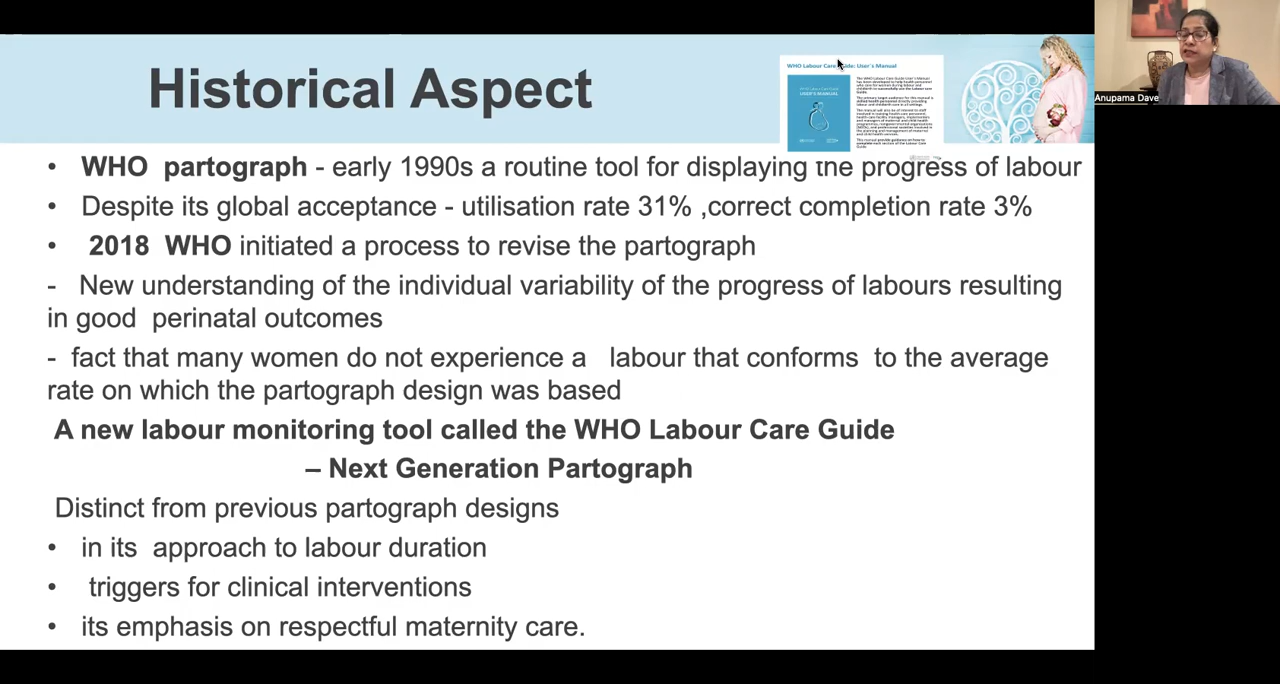 Historical Aspect
WHO Labour Care Guide: User's Manual
Anupama Dave
• WHO partograph - early 1990s a routine tool for displaying the progress of labour
• Despite its global acceptance - utilisation rate 31% ,correct completion rate 3%
• 2018 WHO initiated a process to revise the partograph
- New understanding of the individual variability of the progress of labours resulting
in good perinatal outcomes
- fact that many women do not experience a labour that conforms to the average
rate on which the partograph design was based
A new labour monitoring tool called the WHO Labour Care Guide
– Next Generation Partograph
Distinct from previous partograph designs
• in its approach to labour duration
• triggers for clinical interventions
• its emphasis on respectful maternity care.